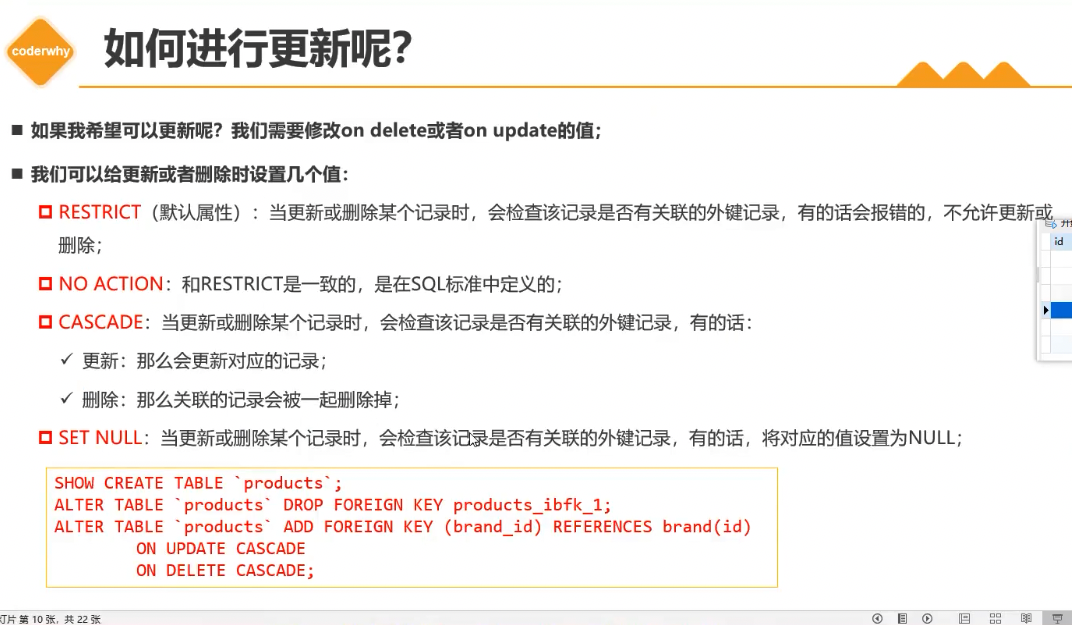 coderwhy
如何进行更新呢？
如果我希望可以更新呢？我们需要修改on delete或者on update的值；
我们可以给更新或者删除时设置几个值：
RESTRICT（默认属性）：当更新或删除某个记录时，会检查该记录是否有关联的外键记录，有的话会报错的，不允许更新或
删除；
id
NO ACTION：和RESTRICT是一致的，是在SQL标准中定义的；
CASCADE：当更新或删除某个记录时，会检查该记录是否有关联的外键记录，有的话：
更新：那么会更新对应的记录；
删除：那么关联的记录会被一起删除掉；
SET NULL：当更新或删除某个记录时，会检查该记录是否有关联的外键记录，有的话，将对应的值设置为NULL；
SHOW CREATE TABLE `products`;
ALTER TABLE `products` DROP FOREIGN KEY products_ibfk_1;
ALTER TABLE `products` ADD FOREIGN KEY (brand_id) REFERENCES brand(id)
ON UPDATE CASCADE
ON DELETE CASCADE;
灯片 第 10 张，共 22 张